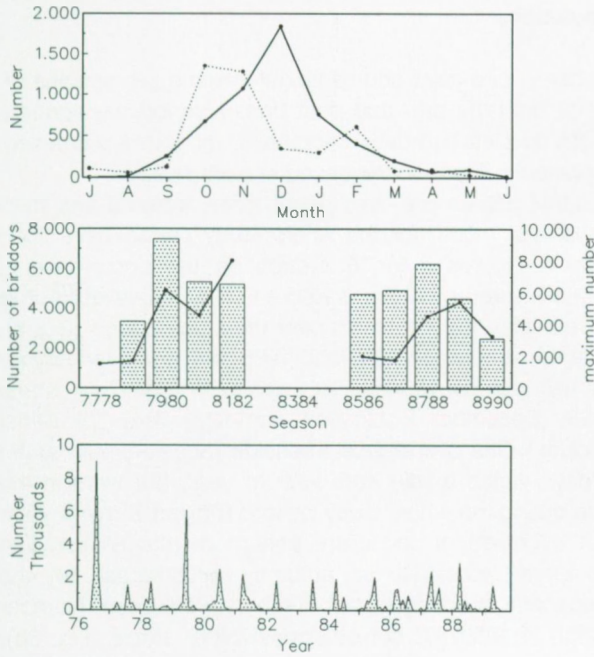 2.000
1.500
1.000
500
0
Number
J A S O N D J F M A M J
Month
8.000
6.000
4.000
2.000
0
Number of birddays
10.000
8.000
6.000
4.000
2.000
0
maximum number
7778 7980 8182 8384 8586 8788 8990
Season
10
8
6
4
2
0
Number
Thousands
76 78 80 82 84 86 88
Year